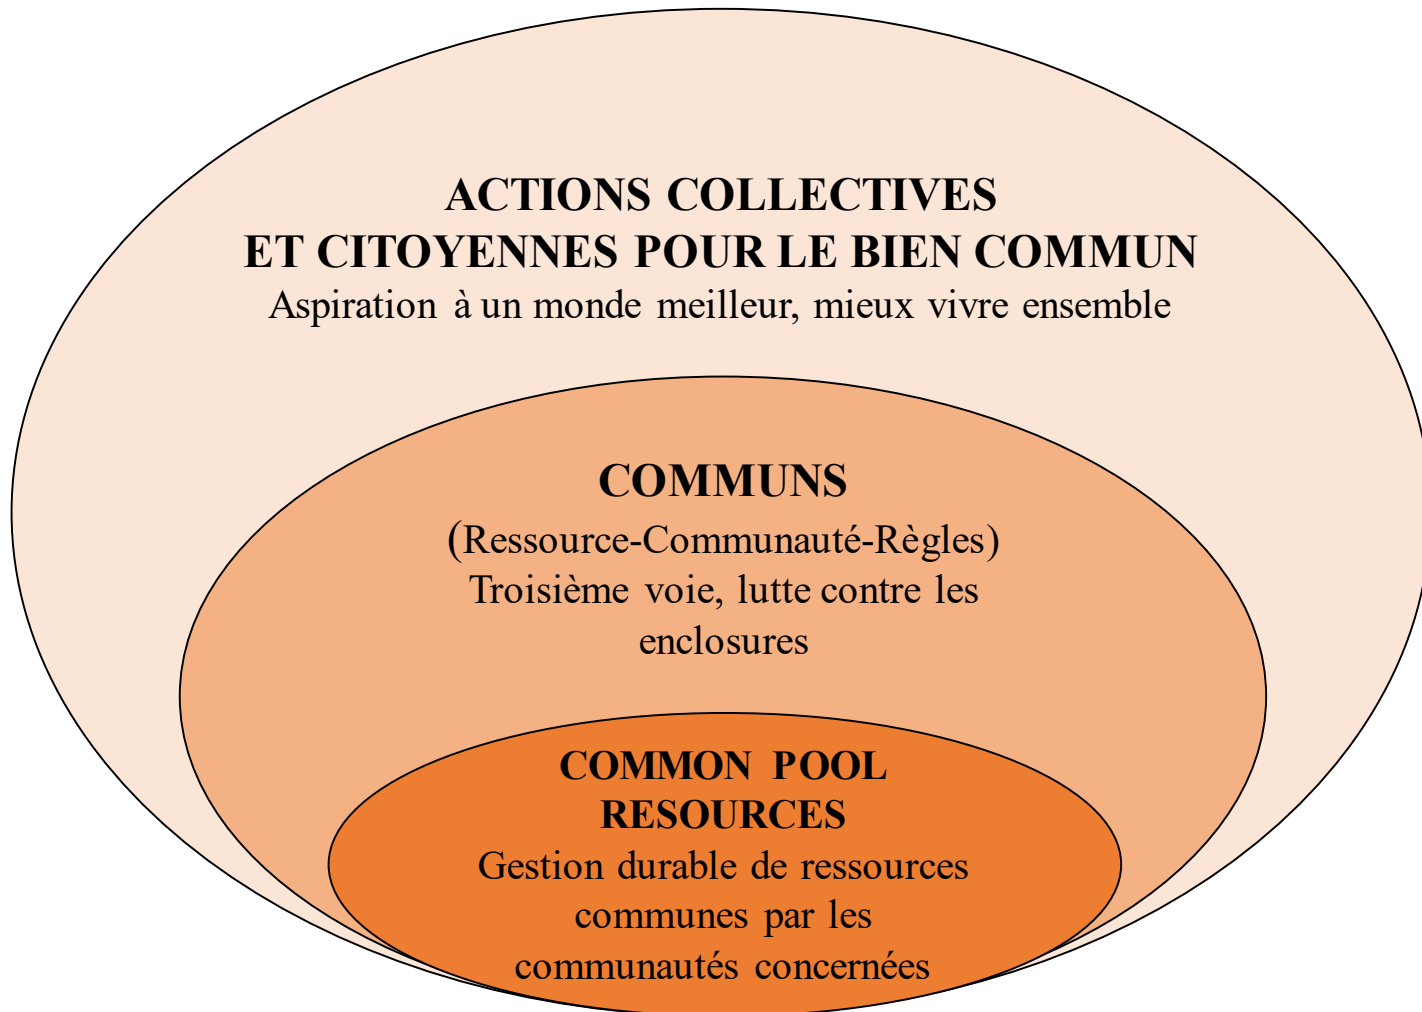 ACTIONS COLLECTIVES
ET CITOYENNES POUR LE BIEN COMMUN
Aspiration à un monde meilleur, mieux vivre ensemble
COMMUNS
(Ressource-Communauté-Règles)
Troisième voie, lutte contre les
enclosures
COMMON POOL
RESOURCES
Gestion durable de ressources
communes par les
communautés concernées